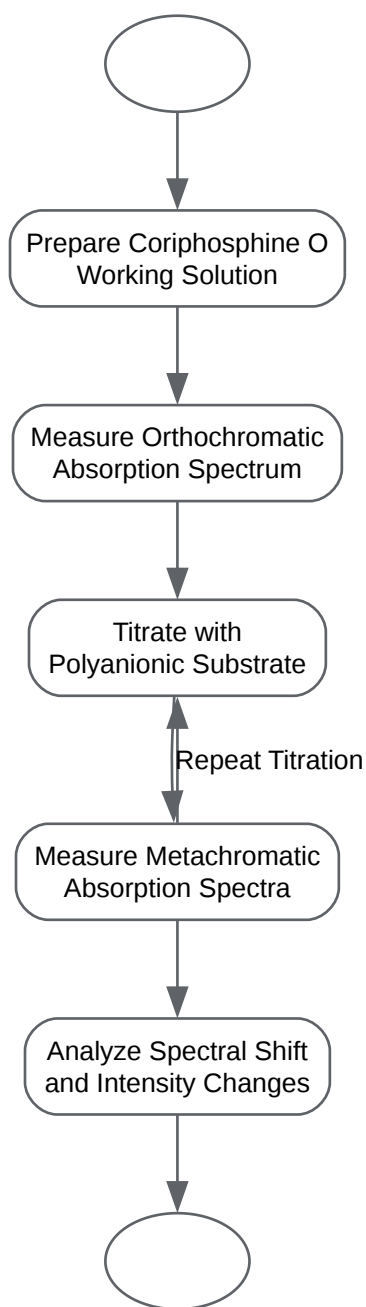 Prepare Coriphosphine O
Working Solution
Measure Orthochromatic
Absorption Spectrum
Titrate with
Polyanionic Substrate
Repeat Titration
Measure Metachromatic
Absorption Spectra
Analyze Spectral Shift
and Intensity Changes